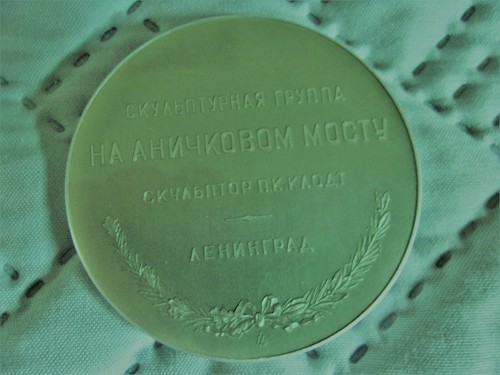 СКУЛЬПТУРНАЯ ГРУППА
НА АНИЧКОВОМ МОСТУ
СКУЛЬПТОР П.К. КЛОДТ
ЛЕНИНГРАД